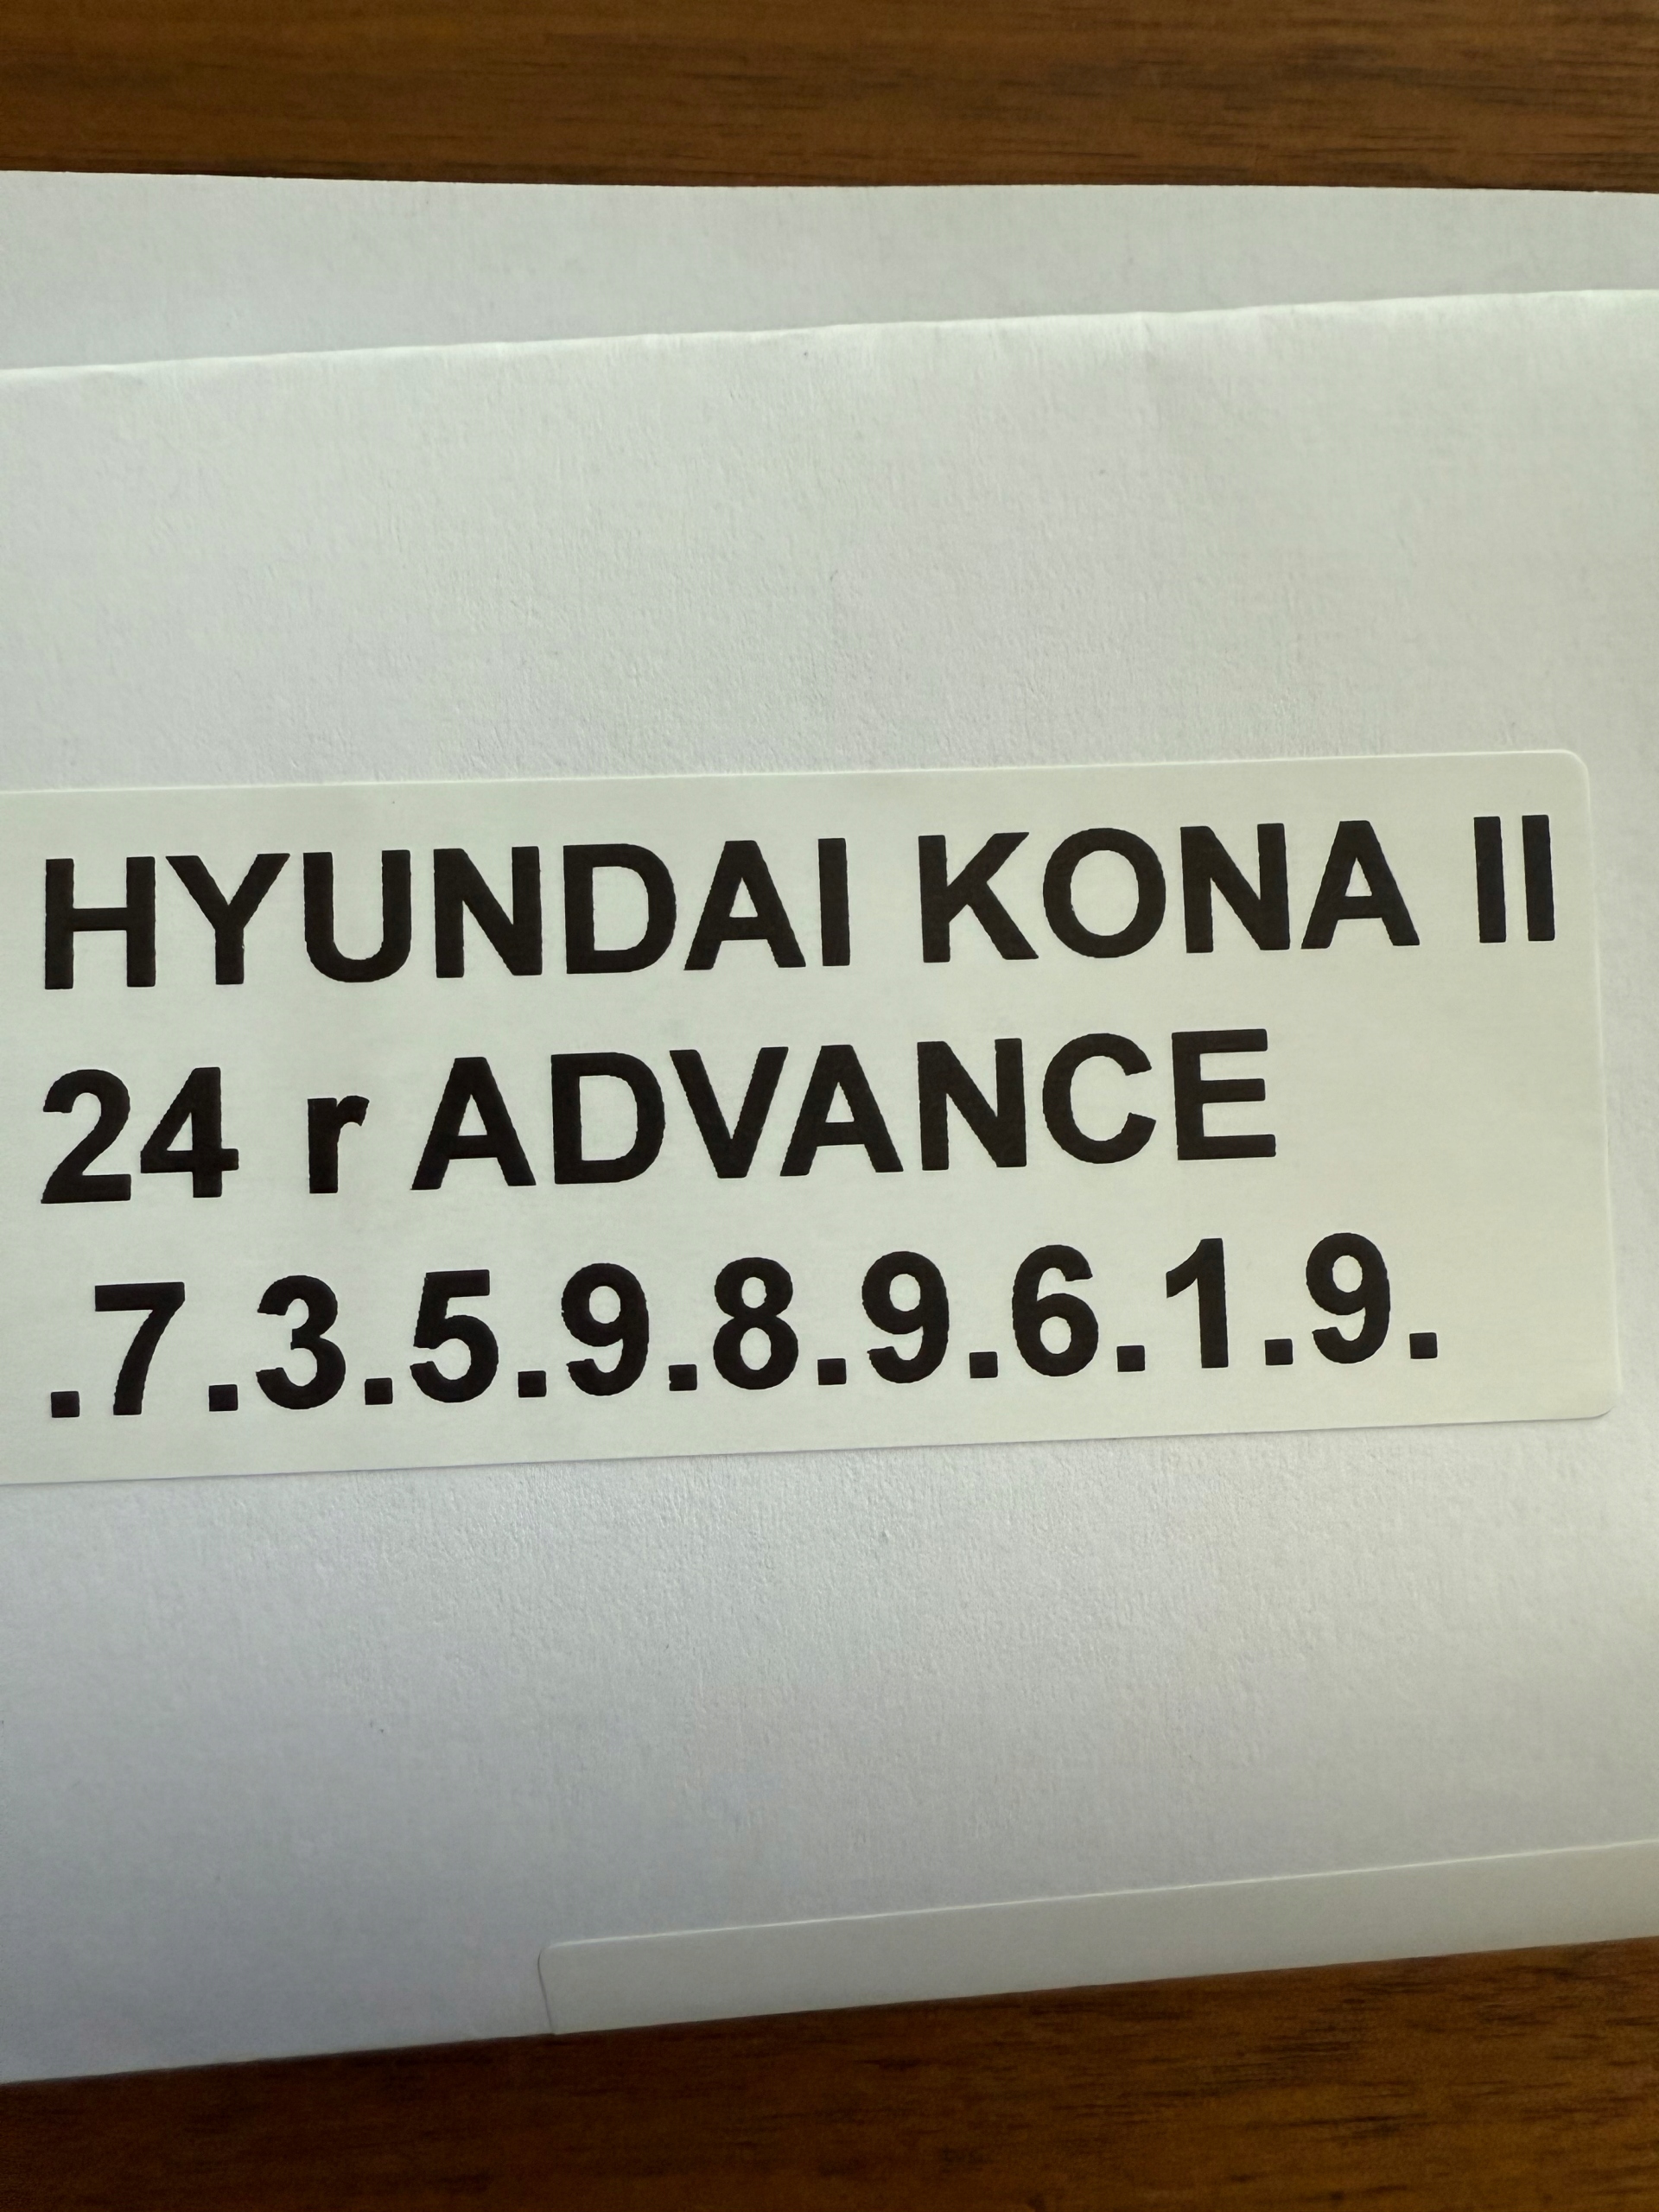 HYUNDAI KONA II
24 r ADVANCE
.7.3.5.9.8.9.6.1.9.